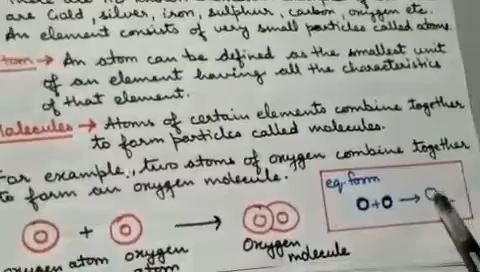 are Gold, silver, iron, sulphur, carbon, oxygen etc.
An element consists of very small particles called atoms.
Atom → An atom can be defined as the smallest unit
of an element having all the characteristics
of that element.
Molecules → Atoms of certain elements combine together
to form particles called molecules.
For example, two atoms of oxygen combine together
to form an oxygen molecule.
eg. form
O + O →
+ →
oxygen atom oxygen atom
Oxygen molecule